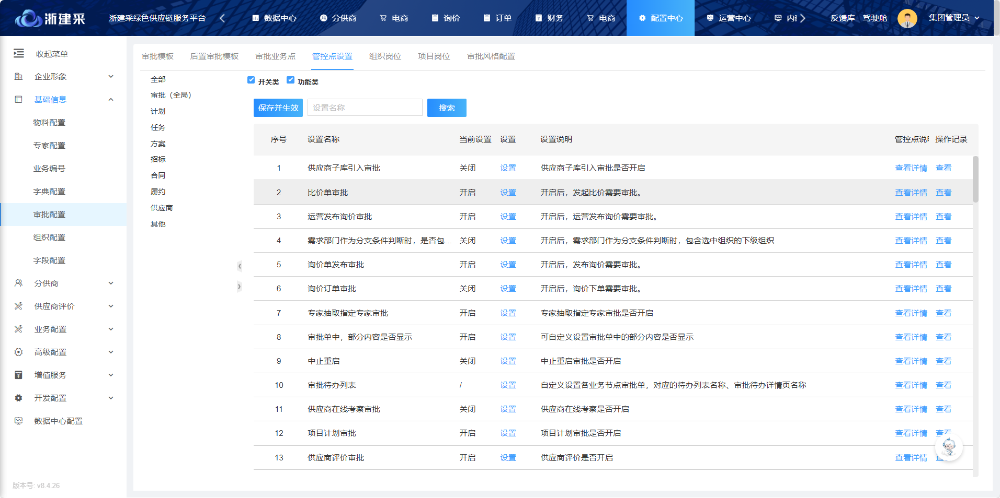 浙建采
浙建采绿色供应链服务平台
数据中心
分供商
电商
询价
订单
财务
电商
配置中心
运营中心
反馈库
驾驶舱
集团管理员
收起菜单
企业形象
基础信息
物料配置
专家配置
业务编号
字典配置
审批配置
组织配置
字段配置
分供商
供应商评价
业务配置
高级配置
增值服务
开发配置
数据中心配置
版本号: v8.4.26
审批模板 后置审批模板 审批业务点 管控点设置 组织岗位 项目岗位 审批风格配置
全部
审批（全局）
计划
任务
方案
招标
合同
履约
供应商
其他
开关类 功能类
保存并生效 设置名称 搜索
序号 设置名称 当前设置 设置 设置说明 管控点说 操作记录
1 供应商子库引入审批 关闭 设置 供应商子库引入审批是否开启 查看详情 查看
2 比价单审批 开启 设置 开启后，发起比价需要审批。 查看详情 查看
3 运营发布询价审批 开启 设置 开启后，运营发布询价需要审批。 查看详情 查看
4 需求部门作为分支条件判断时，是否包... 关闭 设置 开启后，需求部门作为分支条件判断时，包含选中组织的下级组织 查看详情 查看
5 询价单发布审批 开启 设置 开启后，发布询价需要审批。 查看详情 查看
6 询价订单审批 关闭 设置 开启后，询价下单需要审批。 查看详情 查看
7 专家抽取指定专家审批 开启 设置 专家抽取指定专家审批是否开启 查看详情 查看
8 审批单中，部分内容是否显示 开启 设置 可自定义设置审批单中的部分内容是否显示 查看详情 查看
9 中止重启 关闭 设置 中止重启审批是否开启 查看详情 查看
10 审批待办列表 / 设置 自定义设置各业务节点审批单，对应的待办列表名称、审批待办详情页名称 查看详情 查看
11 供应商在线考察审批 关闭 设置 供应商在线考察是否开启 查看详情 查看
12 项目计划审批 开启 设置 项目计划审批是否开启 查看详情 查看
13 供应商评价审批 开启 设置 供应商评价是否开启 查看详情